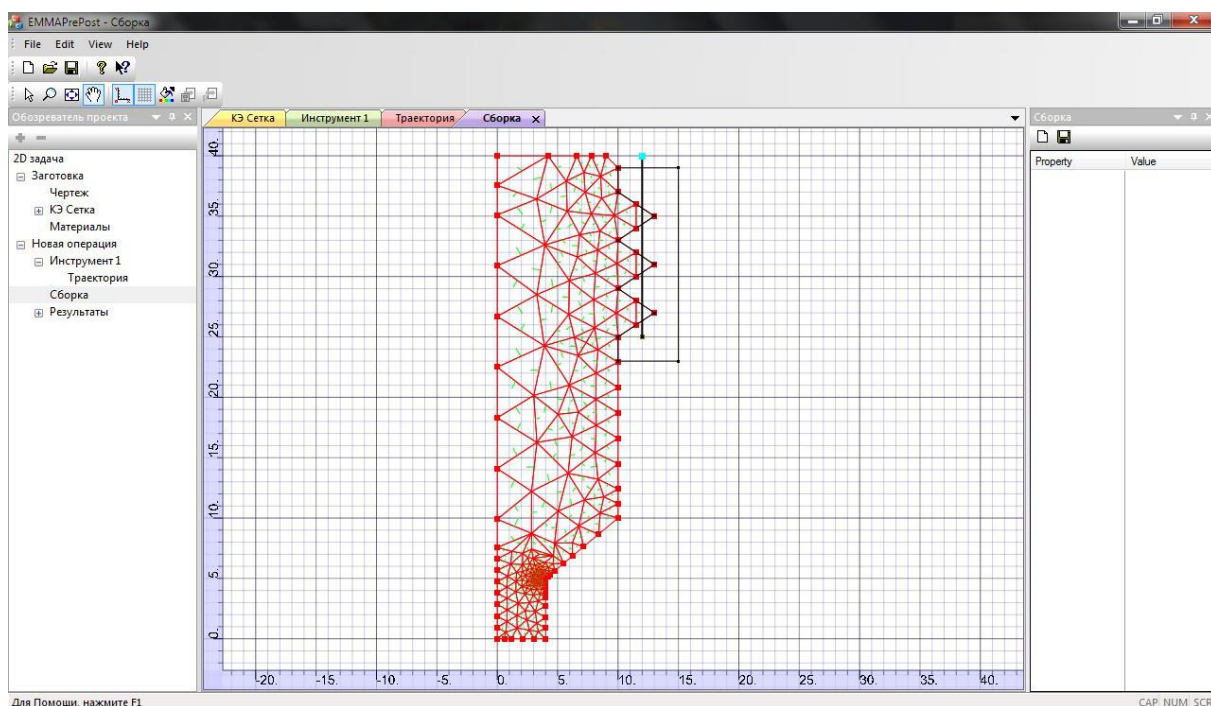 EMMAPrePost - Сборка
File Edit View Help
Обозреватель проекта
КЭ Сетка Инструмент 1 Траектория Сборка
Сборка
2D задача
Заготовка
Чертеж
КЭ Сетка
Материалы
Новая операция
Инструмент 1
Траектория
Сборка
Результаты
Property Value
40.
35.
30.
25.
20.
15.
10.
5.
0.
-20. -15. -10. -5. 0. 5. 10. 15. 20. 25. 30. 35. 40.
Для Помощи, нажмите F1
CAP NUM SCR